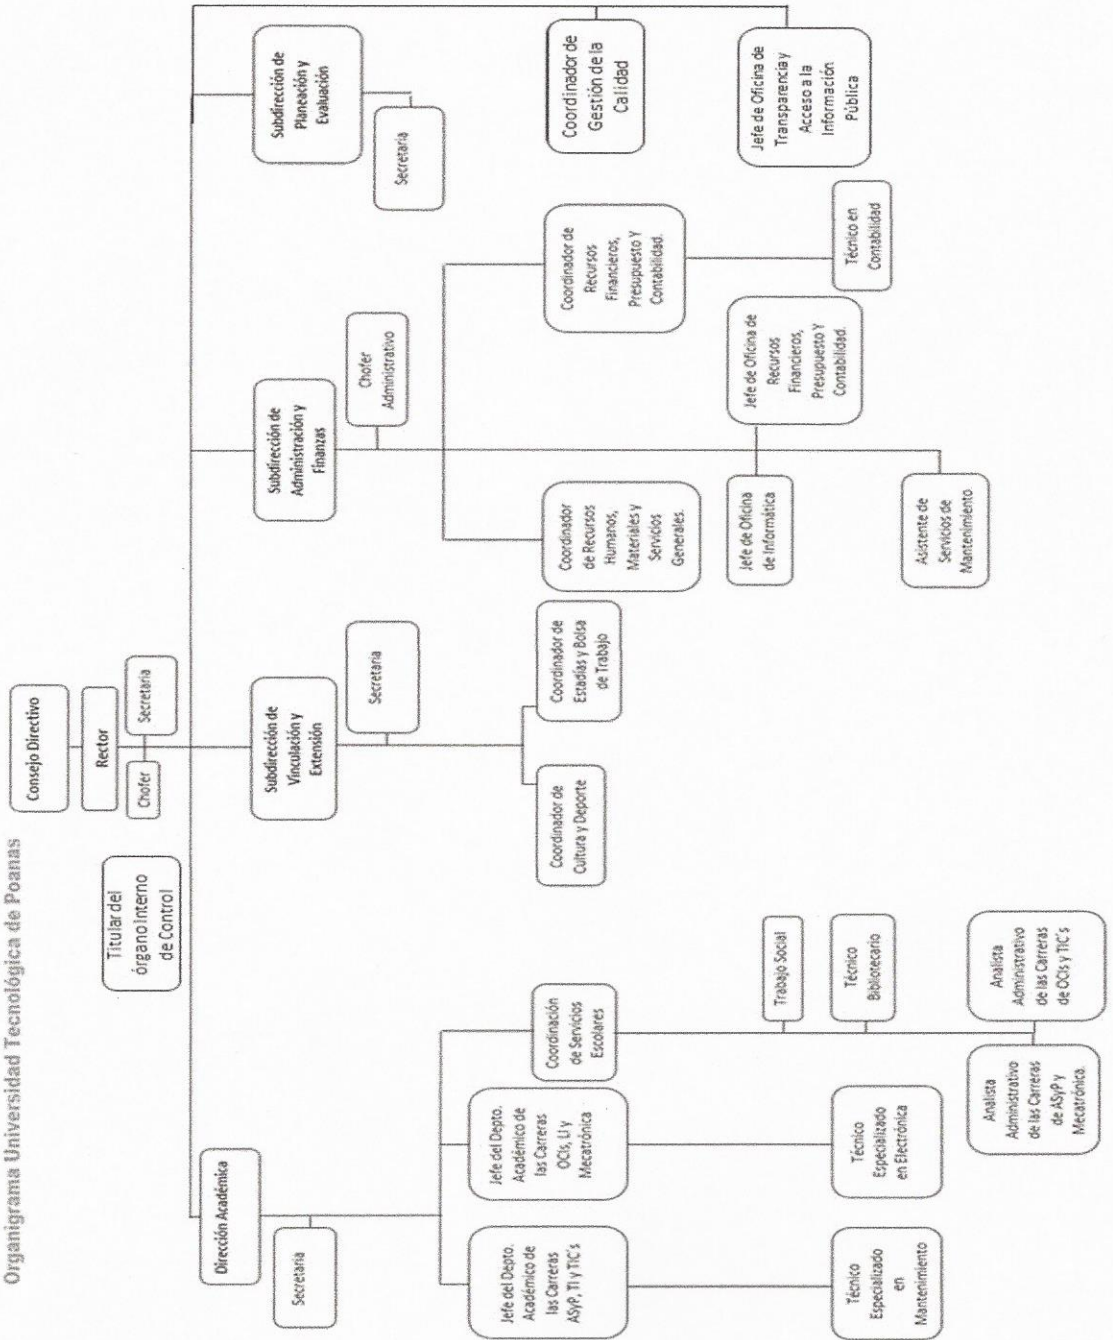 Organigrama Universidad Tecnológica de Poanas
Consejo Directivo
Rector
Chofer
Secretaria
Titular del
órgano interno
de Control
Dirección Académica
Secretaria
Subdirección de
Vinculación y
Extensión
Secretaria
Subdirección de
Administración y
Finanzas
Chofer
Administrativo
Subdirección de
Planeación y
Evaluación
Secretaria
Jefe del Depto.
Académico de
las Carreras
ASyP, TI y TIC´s
Jefe del Depto.
Académico de
las Carreras
OCIs, LI y
Mecatrónica
Coordinación
de Servicios
Escolares
Coordinador de
Cultura y Deporte
Coordinador de
Estadías y Bolsa
de Trabajo
Coordinador
de Recursos
Humanos,
Materiales y
Servicios
Generales.
Coordinador de
Recursos
Financieros,
Presupuesto Y
Contabilidad.
Coordinador de
Gestión de la
Calidad
Trabajo Social
Técnico
Bibliotecario
Jefe de Oficina
de Informática
Jefe de Oficina de
Recursos
Financieros,
Presupuesto Y
Contabilidad.
Jefe de Oficina de
Transparencia y
Acceso a la
Información
Pública
Técnico
Especializado
en
Mantenimiento
Técnico
Especializado
en Electrónica
Técnico en
Contabilidad
Asistente de
Servicios de
Mantenimiento
Analista
Administrativo
de las Carreras
de ASyP y
Mecatrónica.
Analista
Administrativo
de las Carreras
de OCIs y TIC´s